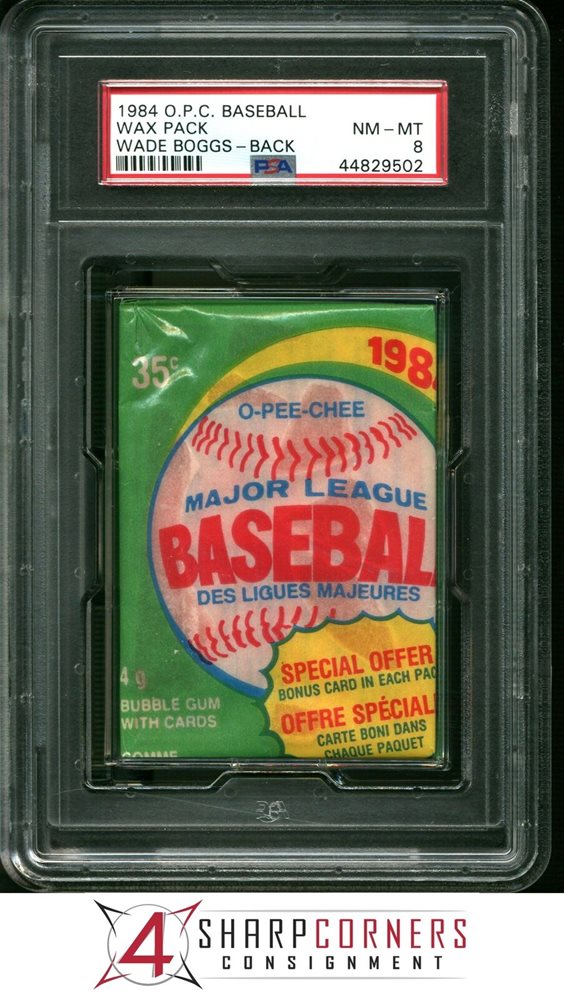 1984 O.P.C. BASEBALL
WAX PACK
NM – MT
WADE BOGGS – BACK
8
PSA
44829502
35¢
198
O-PEE-CHEE
MAJOR LEAGUE
BASEBAL
DES LIGUES MAJEURES
SPECIAL OFFER
BONUS CARD IN EACH PAC
4 g
BUBBLE GUM
WITH CARDS
OFFRE SPÉCIAL
CARTE BONI DANS
CHAQUE PAQUET
COMME
4 SHARPCORNERS
CONSIGNMENT